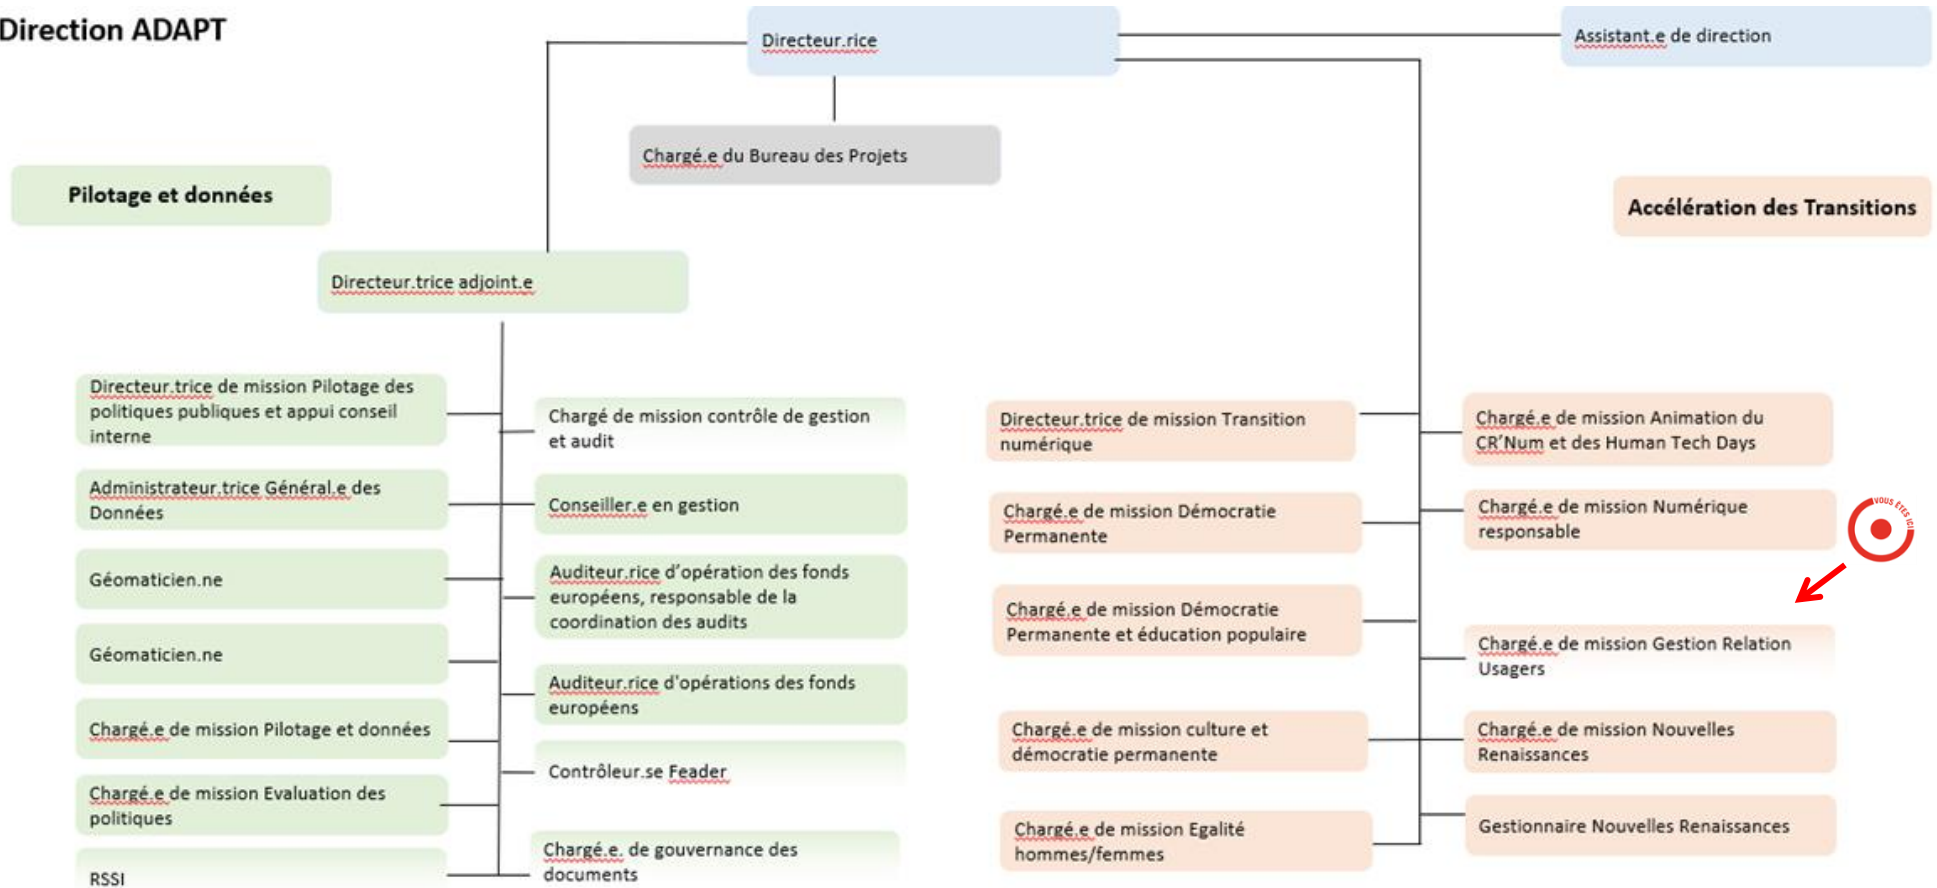 Direction ADAPT
Directeur.rice
Assistant.e de direction
Chargé.e du Bureau des Projets
Pilotage et données
Accélération des Transitions
Directeur.trice adjoint.e
Directeur.trice de mission Pilotage des
politiques publiques et appui conseil
interne
Administrateur.trice Général.e des
Données
Géomaticien.ne
Géomaticien.ne
Chargé.e de mission Pilotage et données
Chargé.e de mission Evaluation des
politiques
RSSI
Chargé de mission contrôle de gestion
et audit
Conseiller.e en gestion
Auditeur.rice d'opération des fonds
européens, responsable de la
coordination des audits
Auditeur.rice d'opérations des fonds
européens
Contrôleur.se Feader
Chargé.e. de gouvernance des
documents
Directeur.trice de mission Transition
numérique
Chargé.e de mission Démocratie
Permanente
Chargé.e de mission Démocratie
Permanente et éducation populaire
Chargé.e de mission culture et
démocratie permanente
Chargé.e de mission Egalité
hommes/femmes
Chargé.e de mission Animation du
CR'Num et des Human Tech Days
Chargé.e de mission Numérique
responsable
VOUS ÊTES ICI
Chargé.e de mission Gestion Relation
Usagers
Chargé.e de mission Nouvelles
Renaissances
Gestionnaire Nouvelles Renaissances